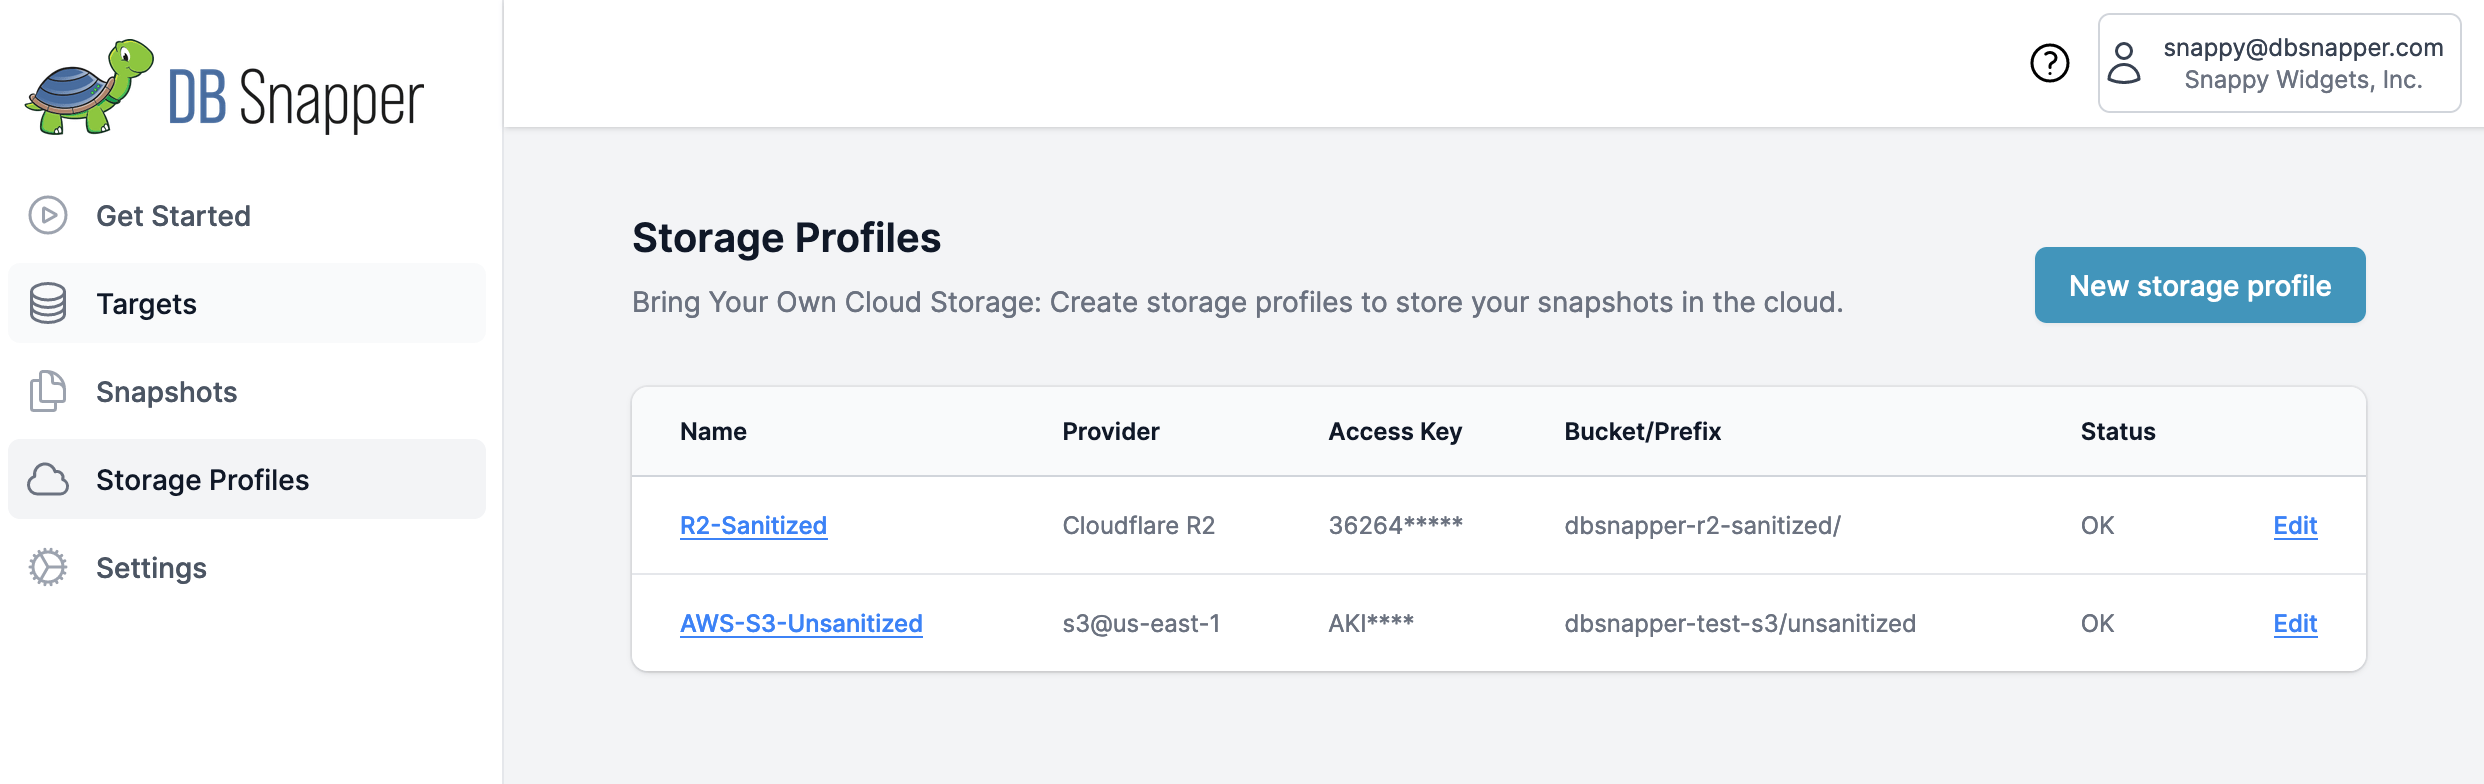 DB Snapper
Get Started
Targets
Snapshots
Storage Profiles
Settings
?
snappy@dbsnapper.com
Snappy Widgets, Inc.
Storage Profiles
Bring Your Own Cloud Storage: Create storage profiles to store your snapshots in the cloud.
New storage profile
Name Provider Access Key Bucket/Prefix Status
R2-Sanitized Cloudflare R2 36264***** dbsnapper-r2-sanitized/ OK Edit
AWS-S3-Unsanitized s3@us-east-1 AKI**** dbsnapper-test-s3/unsanitized OK Edit